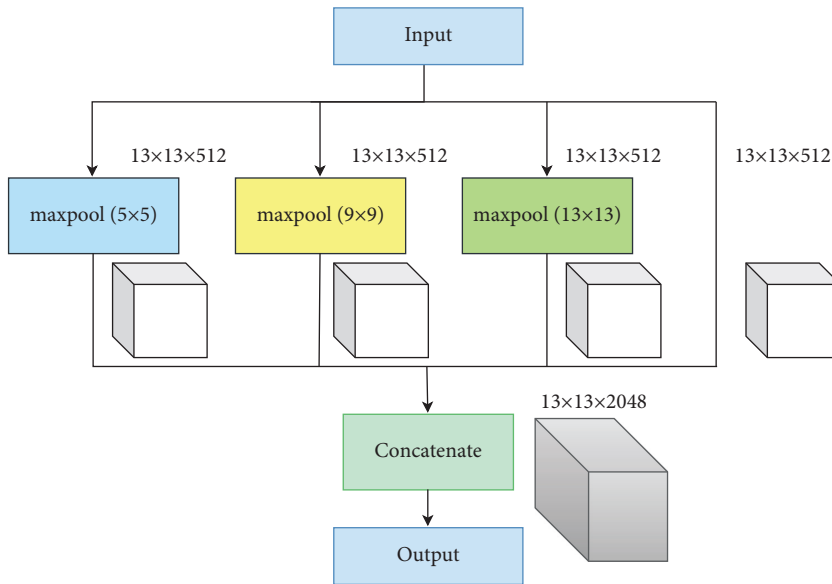 Input
13×13×512
13×13×512
13×13×512
13×13×512
maxpool (5×5)
maxpool (9×9)
maxpool (13×13)
13×13×2048
Concatenate
Output